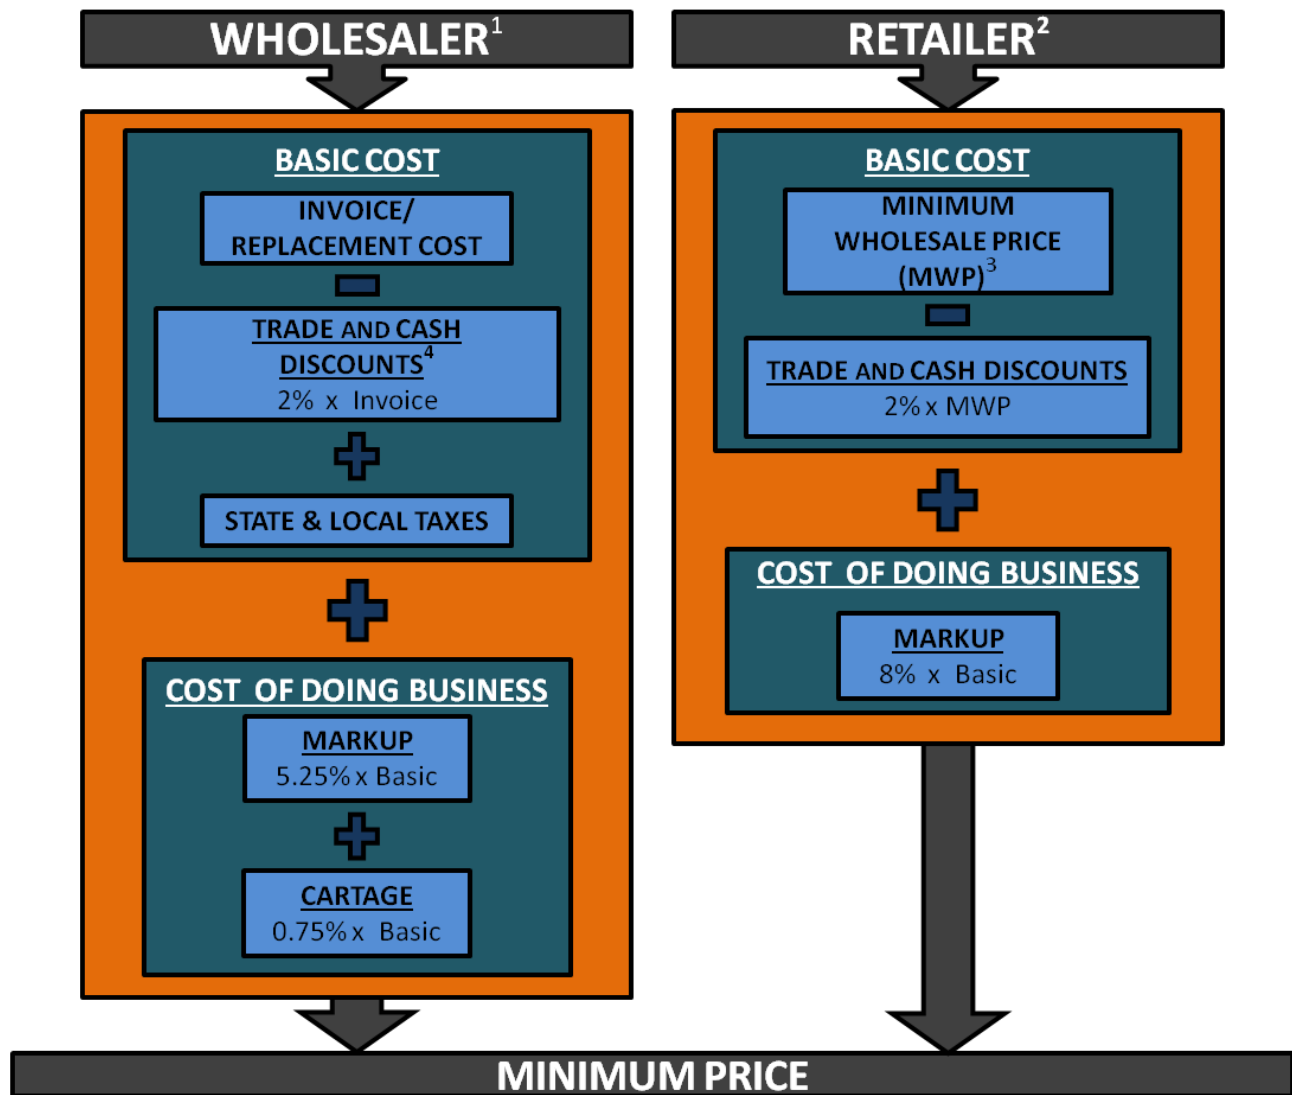 WHOLESALER¹
BASIC COST
INVOICE/
REPLACEMENT COST
TRADE AND CASH
DISCOUNTS⁴
2% x Invoice
STATE & LOCAL TAXES
COST OF DOING BUSINESS
MARKUP
5.25% x Basic
CARTAGE
0.75% x Basic
RETAILER²
BASIC COST
MINIMUM
WHOLESALE PRICE
(MWP)³
TRADE AND CASH DISCOUNTS
2% x MWP
COST OF DOING BUSINESS
MARKUP
8% x Basic
MINIMUM PRICE